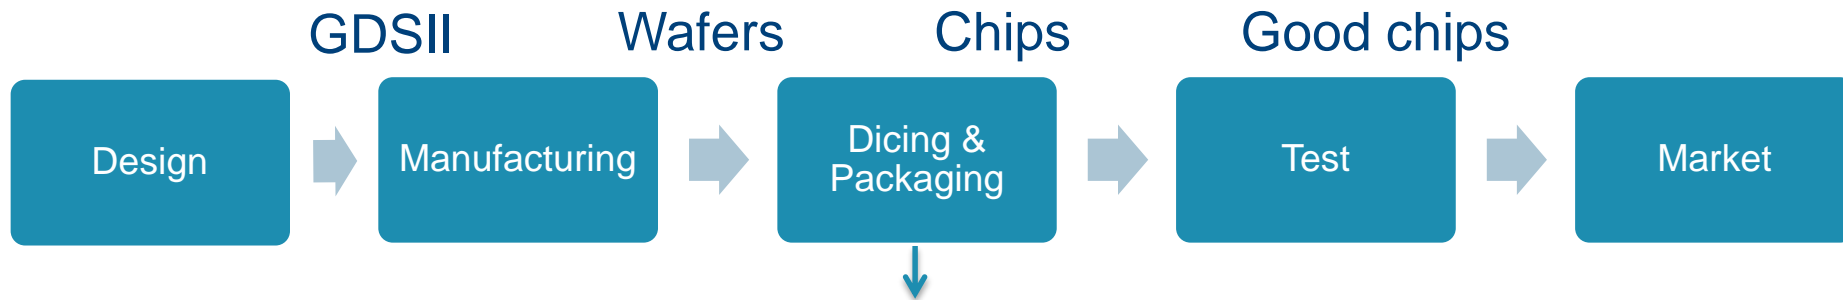 GDSII
Wafers
Chips
Good chips
Design
Manufacturing
Dicing &
Packaging
Test
Market